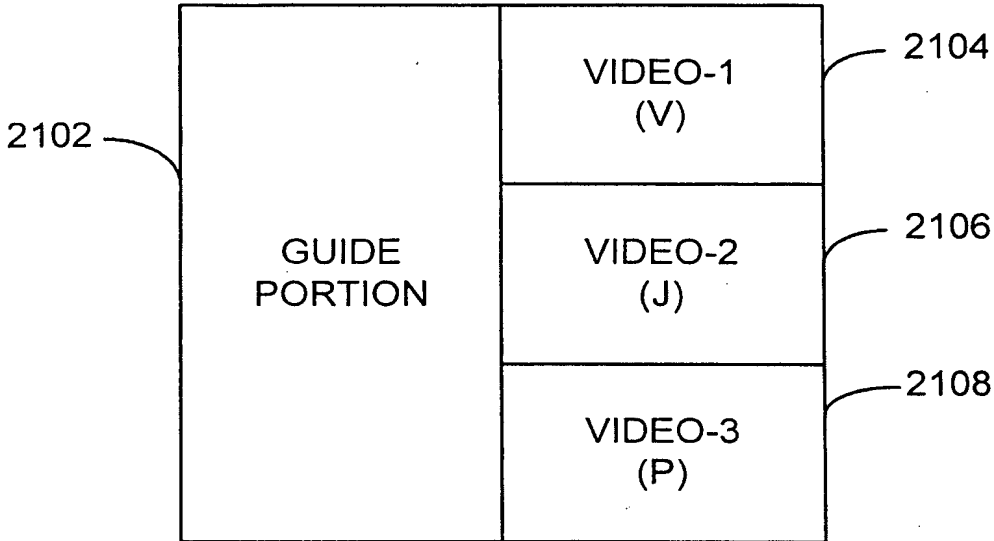 2102
GUIDE
PORTION
VIDEO-1
(V)
2104
VIDEO-2
(J)
2106
VIDEO-3
(P)
2108